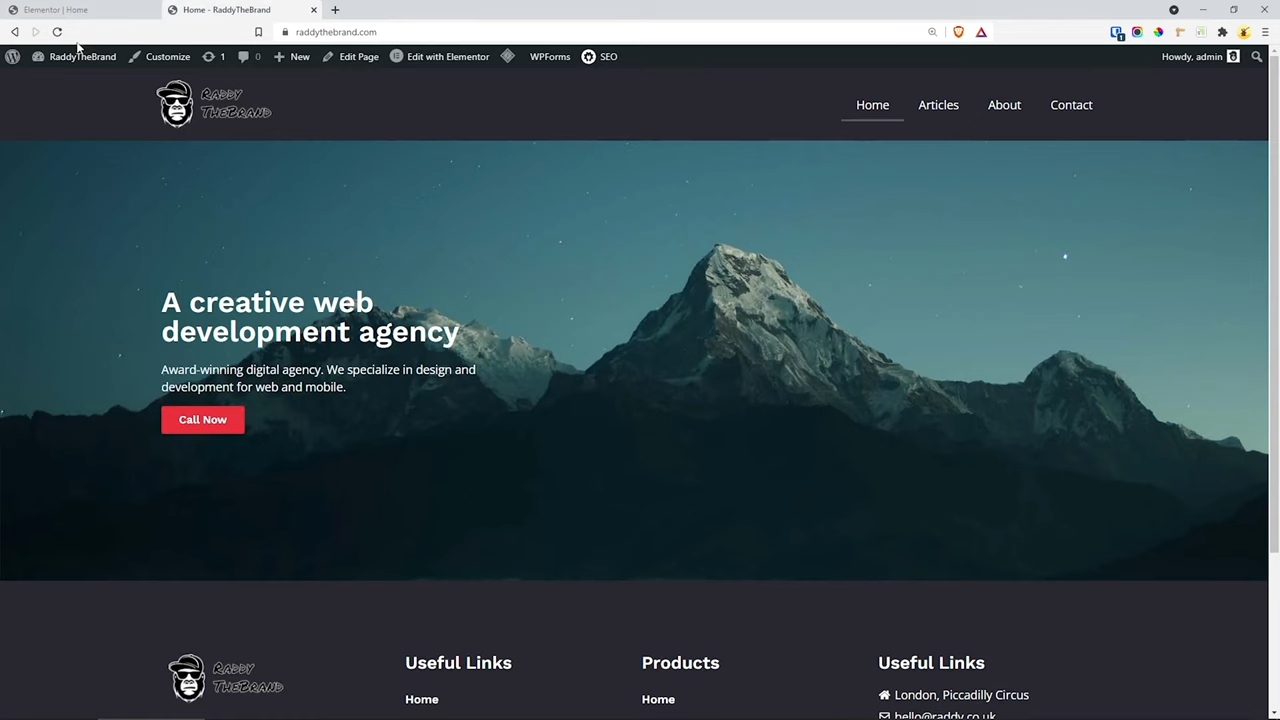 Elementor | Home
Home - RaddyTheBrand
raddythebrand.com
1
RaddyTheBrand
Customize
1
0
New
Edit Page
Edit with Elementor
WPForms
SEO
Howdy, admin
RADDY
THEBRAND
Home
Articles
About
Contact
A creative web
development agency
Award-winning digital agency. We specialize in design and
development for web and mobile.
Call Now
RADDY
THEBRAND
Useful Links
Home
Products
Home
Useful Links
London, Piccadilly Circus
hello@raddy.co.uk